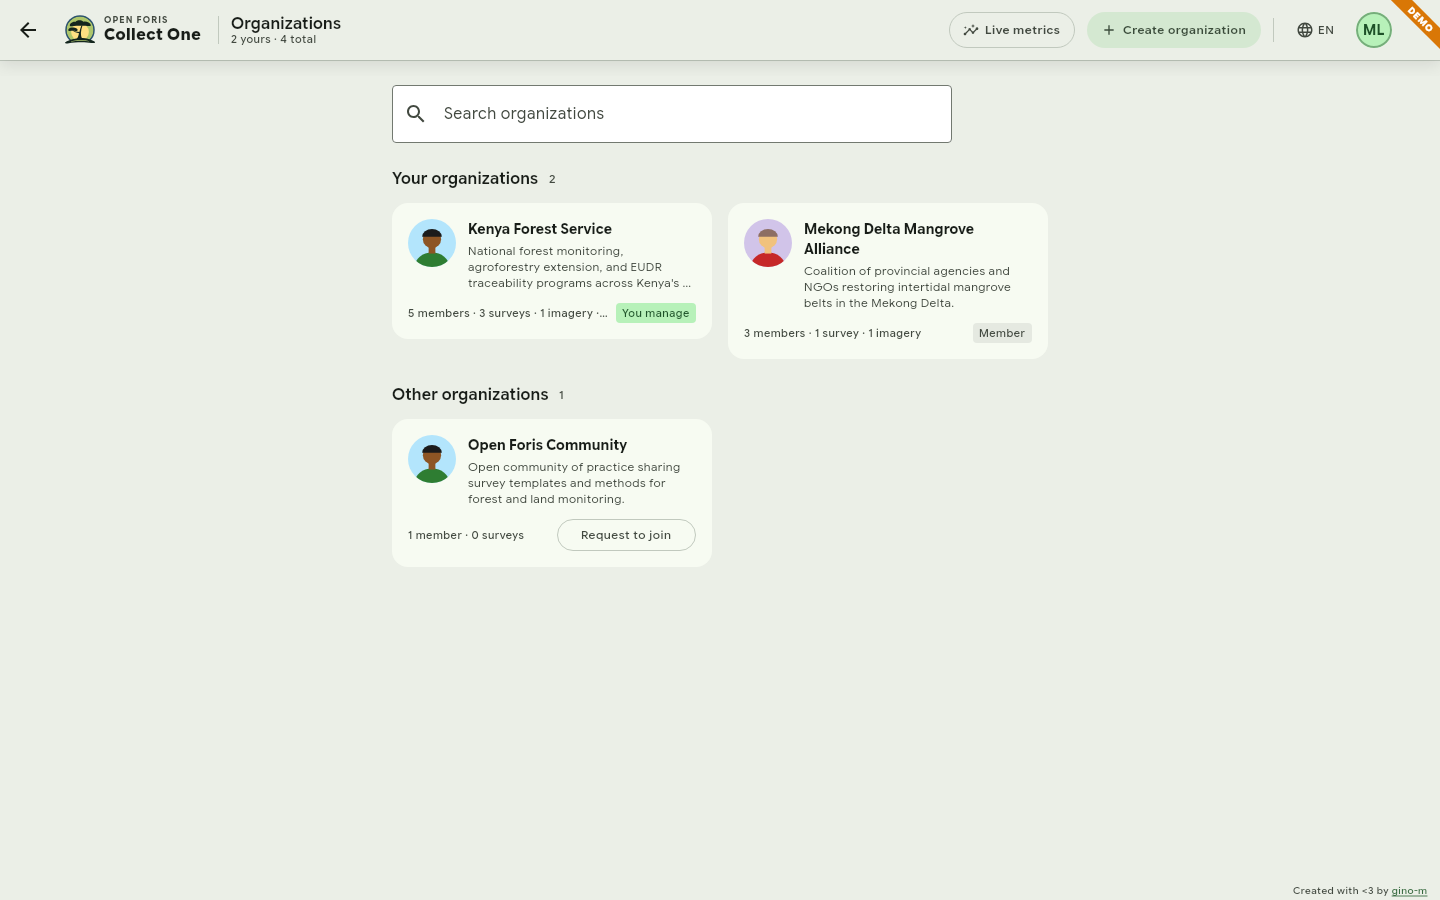 OPEN FORIS
Collect One
Organizations
2 yours · 4 total
Live metrics
Create organization
EN
ML
DEMO
Search organizations
Your organizations 2
Kenya Forest Service
National forest monitoring,
agroforestry extension, and EUDR
traceability programs across Kenya's ...
5 members · 3 surveys · 1 imagery ·...
You manage
Mekong Delta Mangrove
Alliance
Coalition of provincial agencies and
NGOs restoring intertidal mangrove
belts in the Mekong Delta.
3 members · 1 survey · 1 imagery
Member
Other organizations 1
Open Foris Community
Open community of practice sharing
survey templates and methods for
forest and land monitoring.
1 member · 0 surveys
Request to join
Created with <3 by gino-m